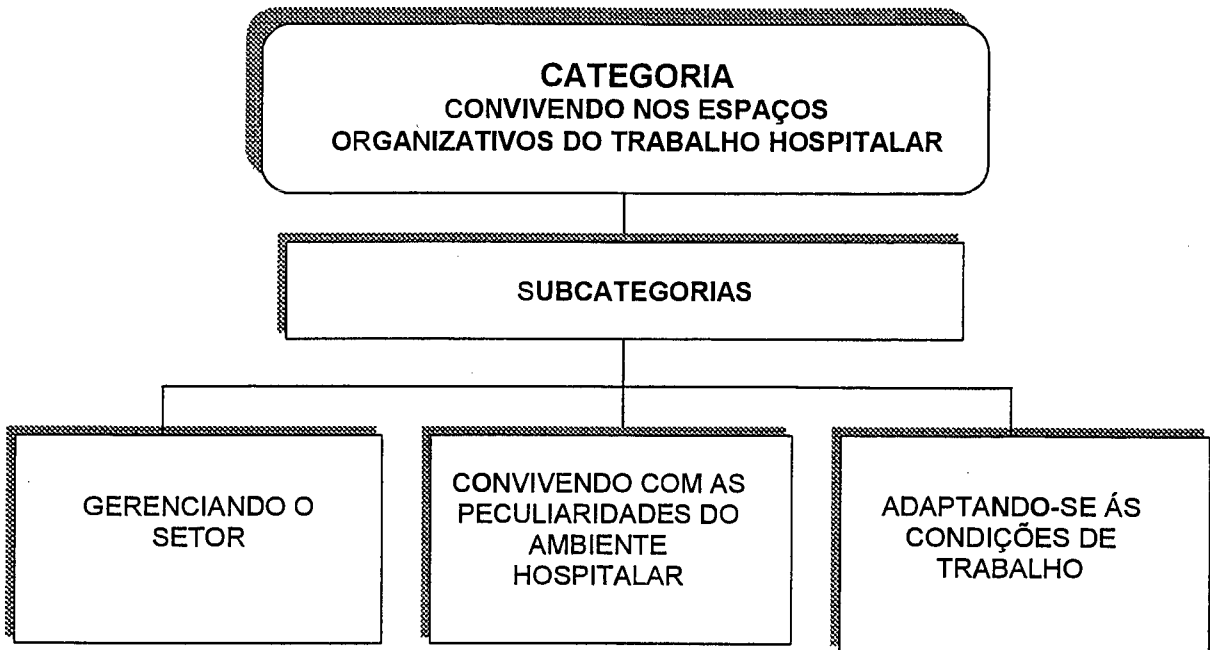 CATEGORIA
CONVIVENDO NOS ESPAÇOS
ORGANIZATIVOS DO TRABALHO HOSPITALAR
SUBCATEGORIAS
GERENCIANDO O
SETOR
CONVIVENDO COM AS
PECULIARIDADES DO
AMBIENTE
HOSPITALAR
ADAPTANDO-SE ÁS
CONDIÇÕES DE
TRABALHO